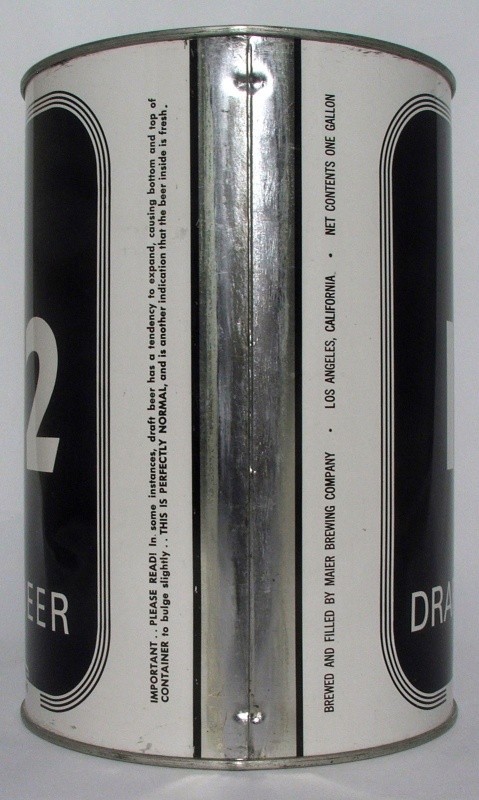 2
EER
IMPORTANT . . PLEASE READ! In some instances, draft beer has a tendency to expand, causing bottom and top of
CONTAINER to bulge slightly . . THIS IS PERFECTLY NORMAL, and is another indication that the beer inside is fresh.
BREWED AND FILLED BY MAIER BREWING COMPANY • LOS ANGELES, CALIFORNIA. • NET CONTENTS ONE GALLON
DRA